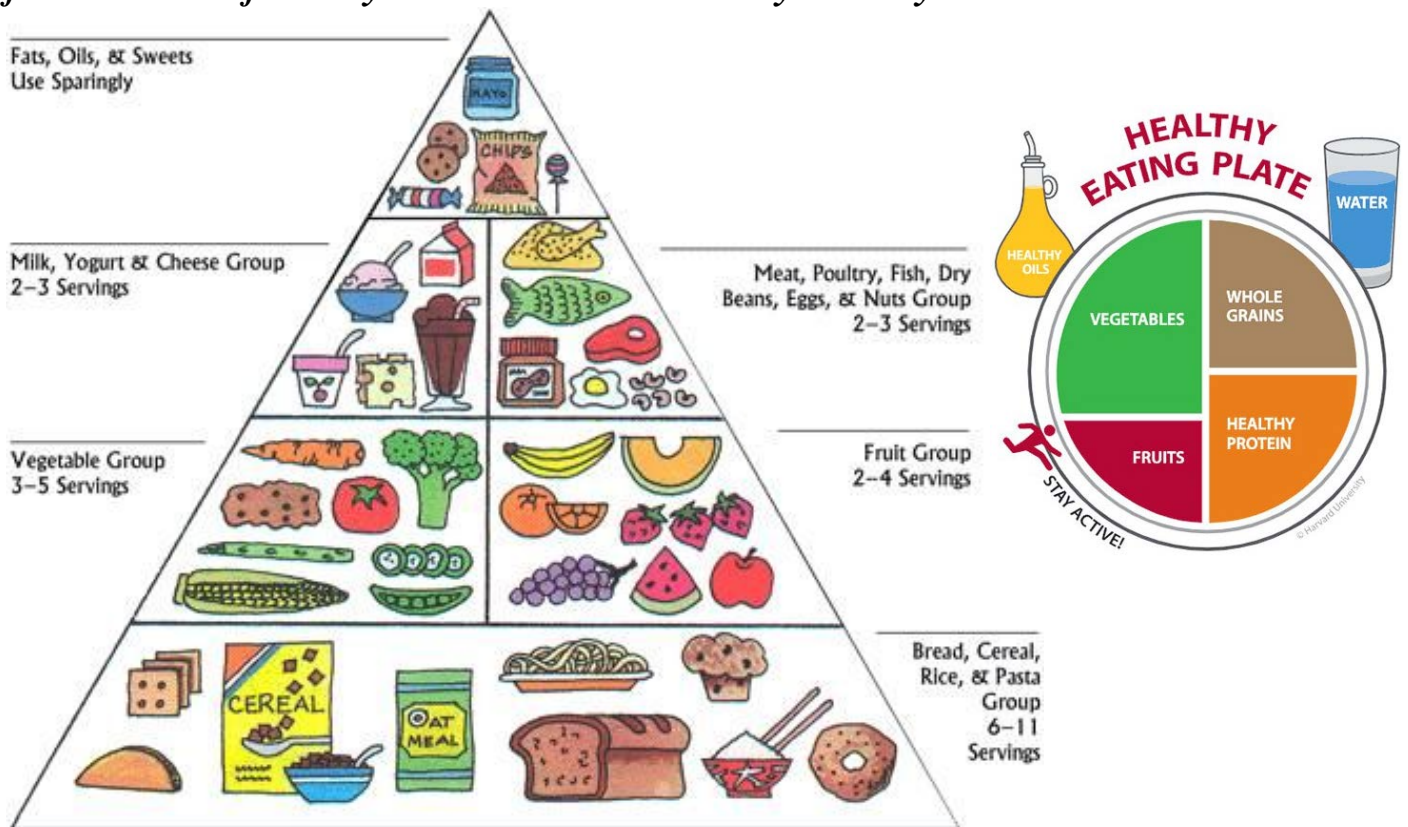 Fats, Oils, & Sweets
Use Sparingly
MAYO
CHIPS
Milk, Yogurt & Cheese Group
2–3 Servings
Meat, Poultry, Fish, Dry
Beans, Eggs, & Nuts Group
2–3 Servings
Vegetable Group
3–5 Servings
Fruit Group
2–4 Servings
Bread, Cereal,
Rice, & Pasta
Group
6–11
Servings
CEREAL
OAT
MEAL
HEALTHY
EATING PLATE
HEALTHY
OILS
WATER
VEGETABLES
WHOLE
GRAINS
FRUITS
HEALTHY
PROTEIN
STAY ACTIVE!
© Harvard University